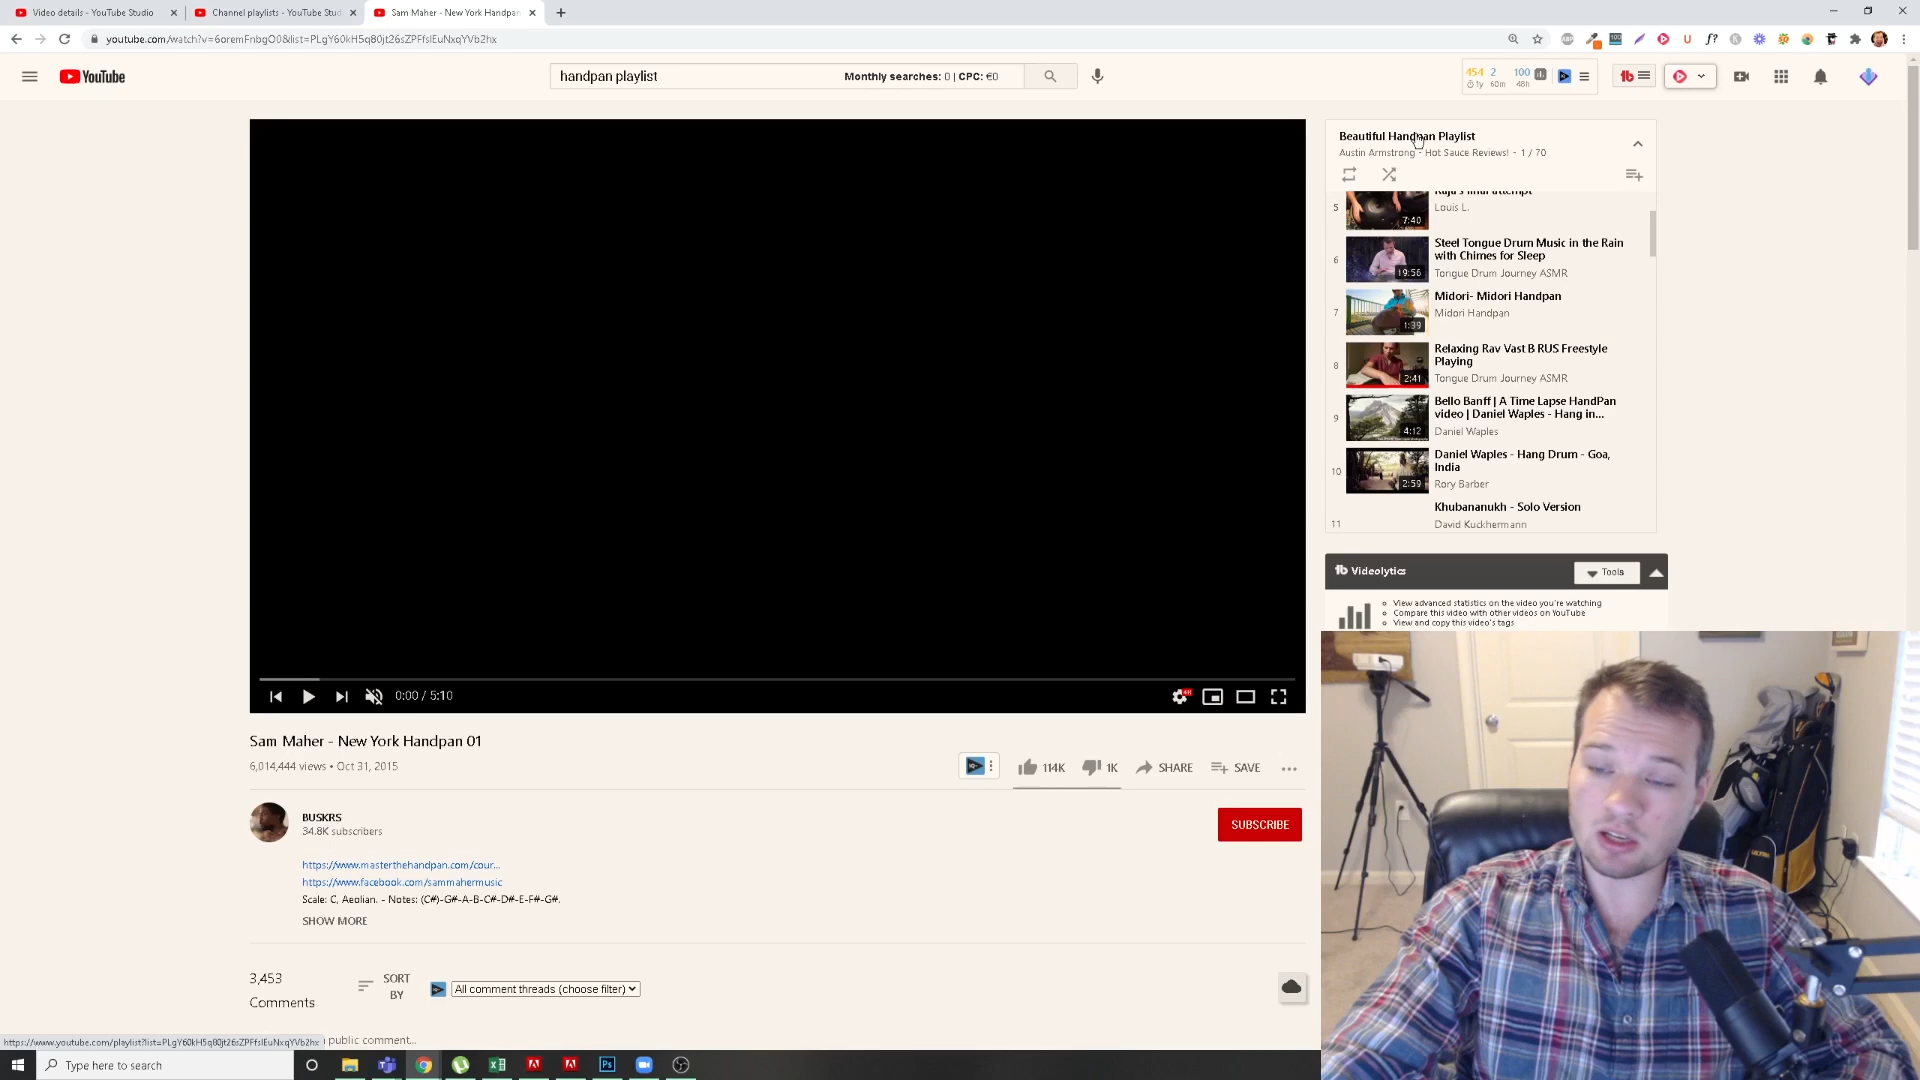 Video details - YouTube Studio
Channel playlists - YouTube Stud
Sam Maher - New York Handpan
youtube.com/watch?v=6oremFnbgO0&list=PLgY60kH5q80jt26sZPFfsIEuNxqYVb2hx
YouTube
handpan playlist
Monthly searches: 0 | CPC: €0
454 2 100
1y 60m 48h
Beautiful Handpan Playlist
Austin Armstrong - Hot Sauce Reviews! - 1 / 70
5
7:40
Louis L.
6
19:56
Steel Tongue Drum Music in the Rain
with Chimes for Sleep
Tongue Drum Journey ASMR
7
1:39
Midori- Midori Handpan
Midori Handpan
8
2:41
Relaxing Rav Vast B RUS Freestyle
Playing
Tongue Drum Journey ASMR
9
4:12
Bello Banff | A Time Lapse HandPan
video | Daniel Waples - Hang in...
Daniel Waples
10
2:59
Daniel Waples - Hang Drum - Goa,
India
Rory Barber
11
Khubananukh - Solo Version
David Kuckhermann
Videolytics
Tools
View advanced statistics on the video you're watching
Compare this video with other videos on YouTube
View and copy this video's tags
0:00 / 5:10
Sam Maher - New York Handpan 01
6,014,444 views • Oct 31, 2015
114K
1K
SHARE
SAVE
BUSKRS
34.8K subscribers
SUBSCRIBE
https://www.masterthehandpan.com/cour...
https://www.facebook.com/sammahermusic
Scale: C, Aeolian. - Notes: (C#)-G#-A-B-C#-D#-E-F#-G#.
SHOW MORE
3,453
Comments
SORT
BY
All comment threads (choose filter)
public comment...
https://www.youtube.com/playlist?list=PLgY60kH5q80jt26sZPFfsIEuNxqYVb2hx
Type here to search